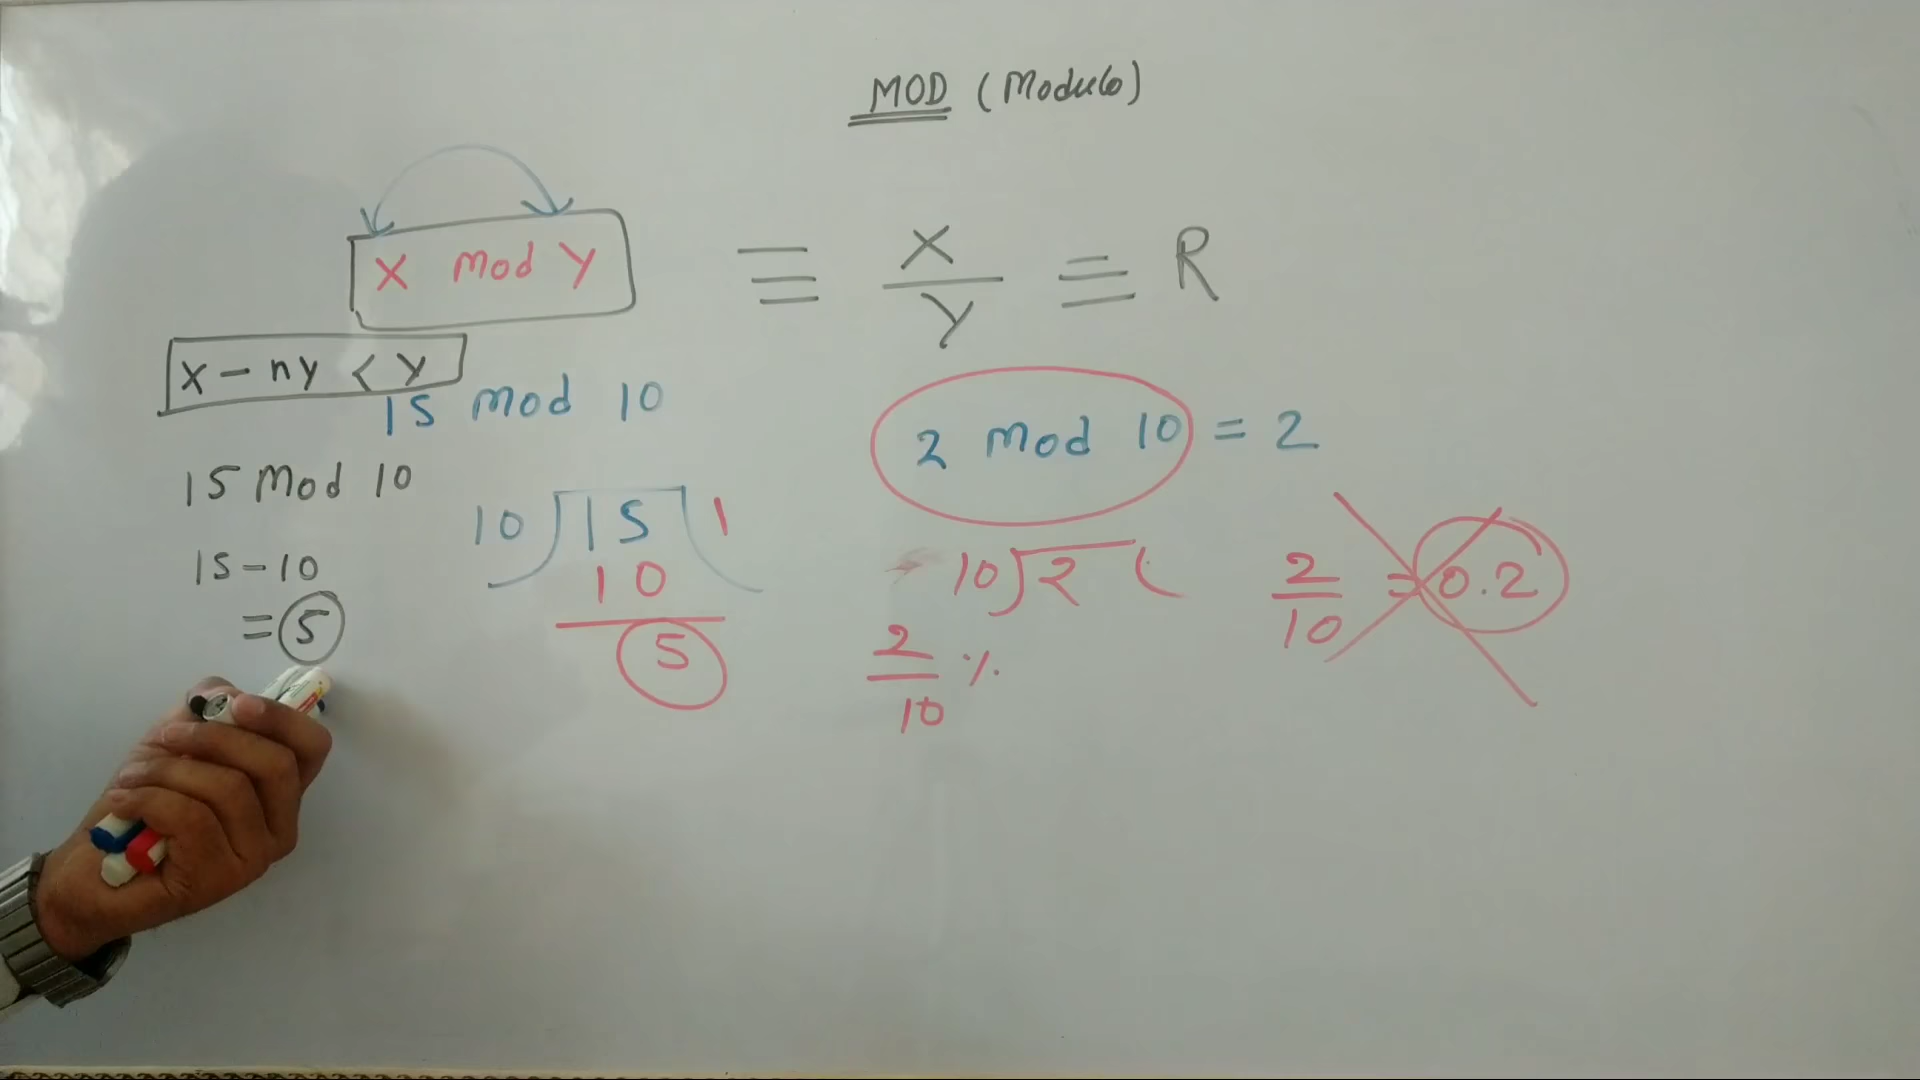 MOD (Modulo)
X mod Y ≡ X/Y ≡ R
X - ny < y
15 mod 10
2 mod 10 = 2
15 mod 10
10 15 1
10
5
15-10
= 5
10 2
2/10 = 0.2
2/10 %